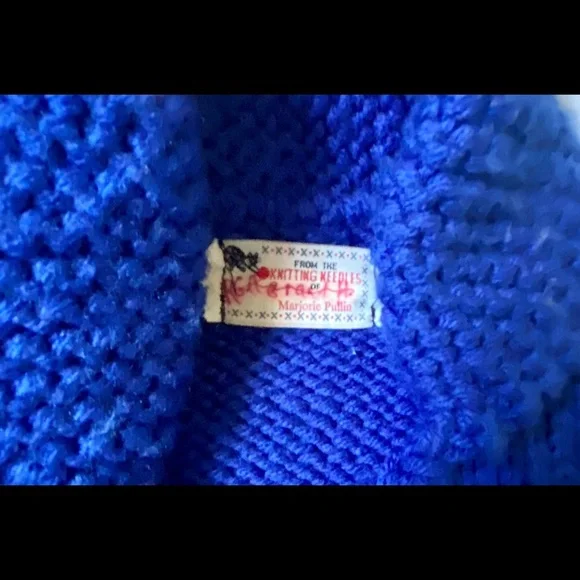 FROM THE
KNITTING NEEDLES
OF
Marjorie Pullin